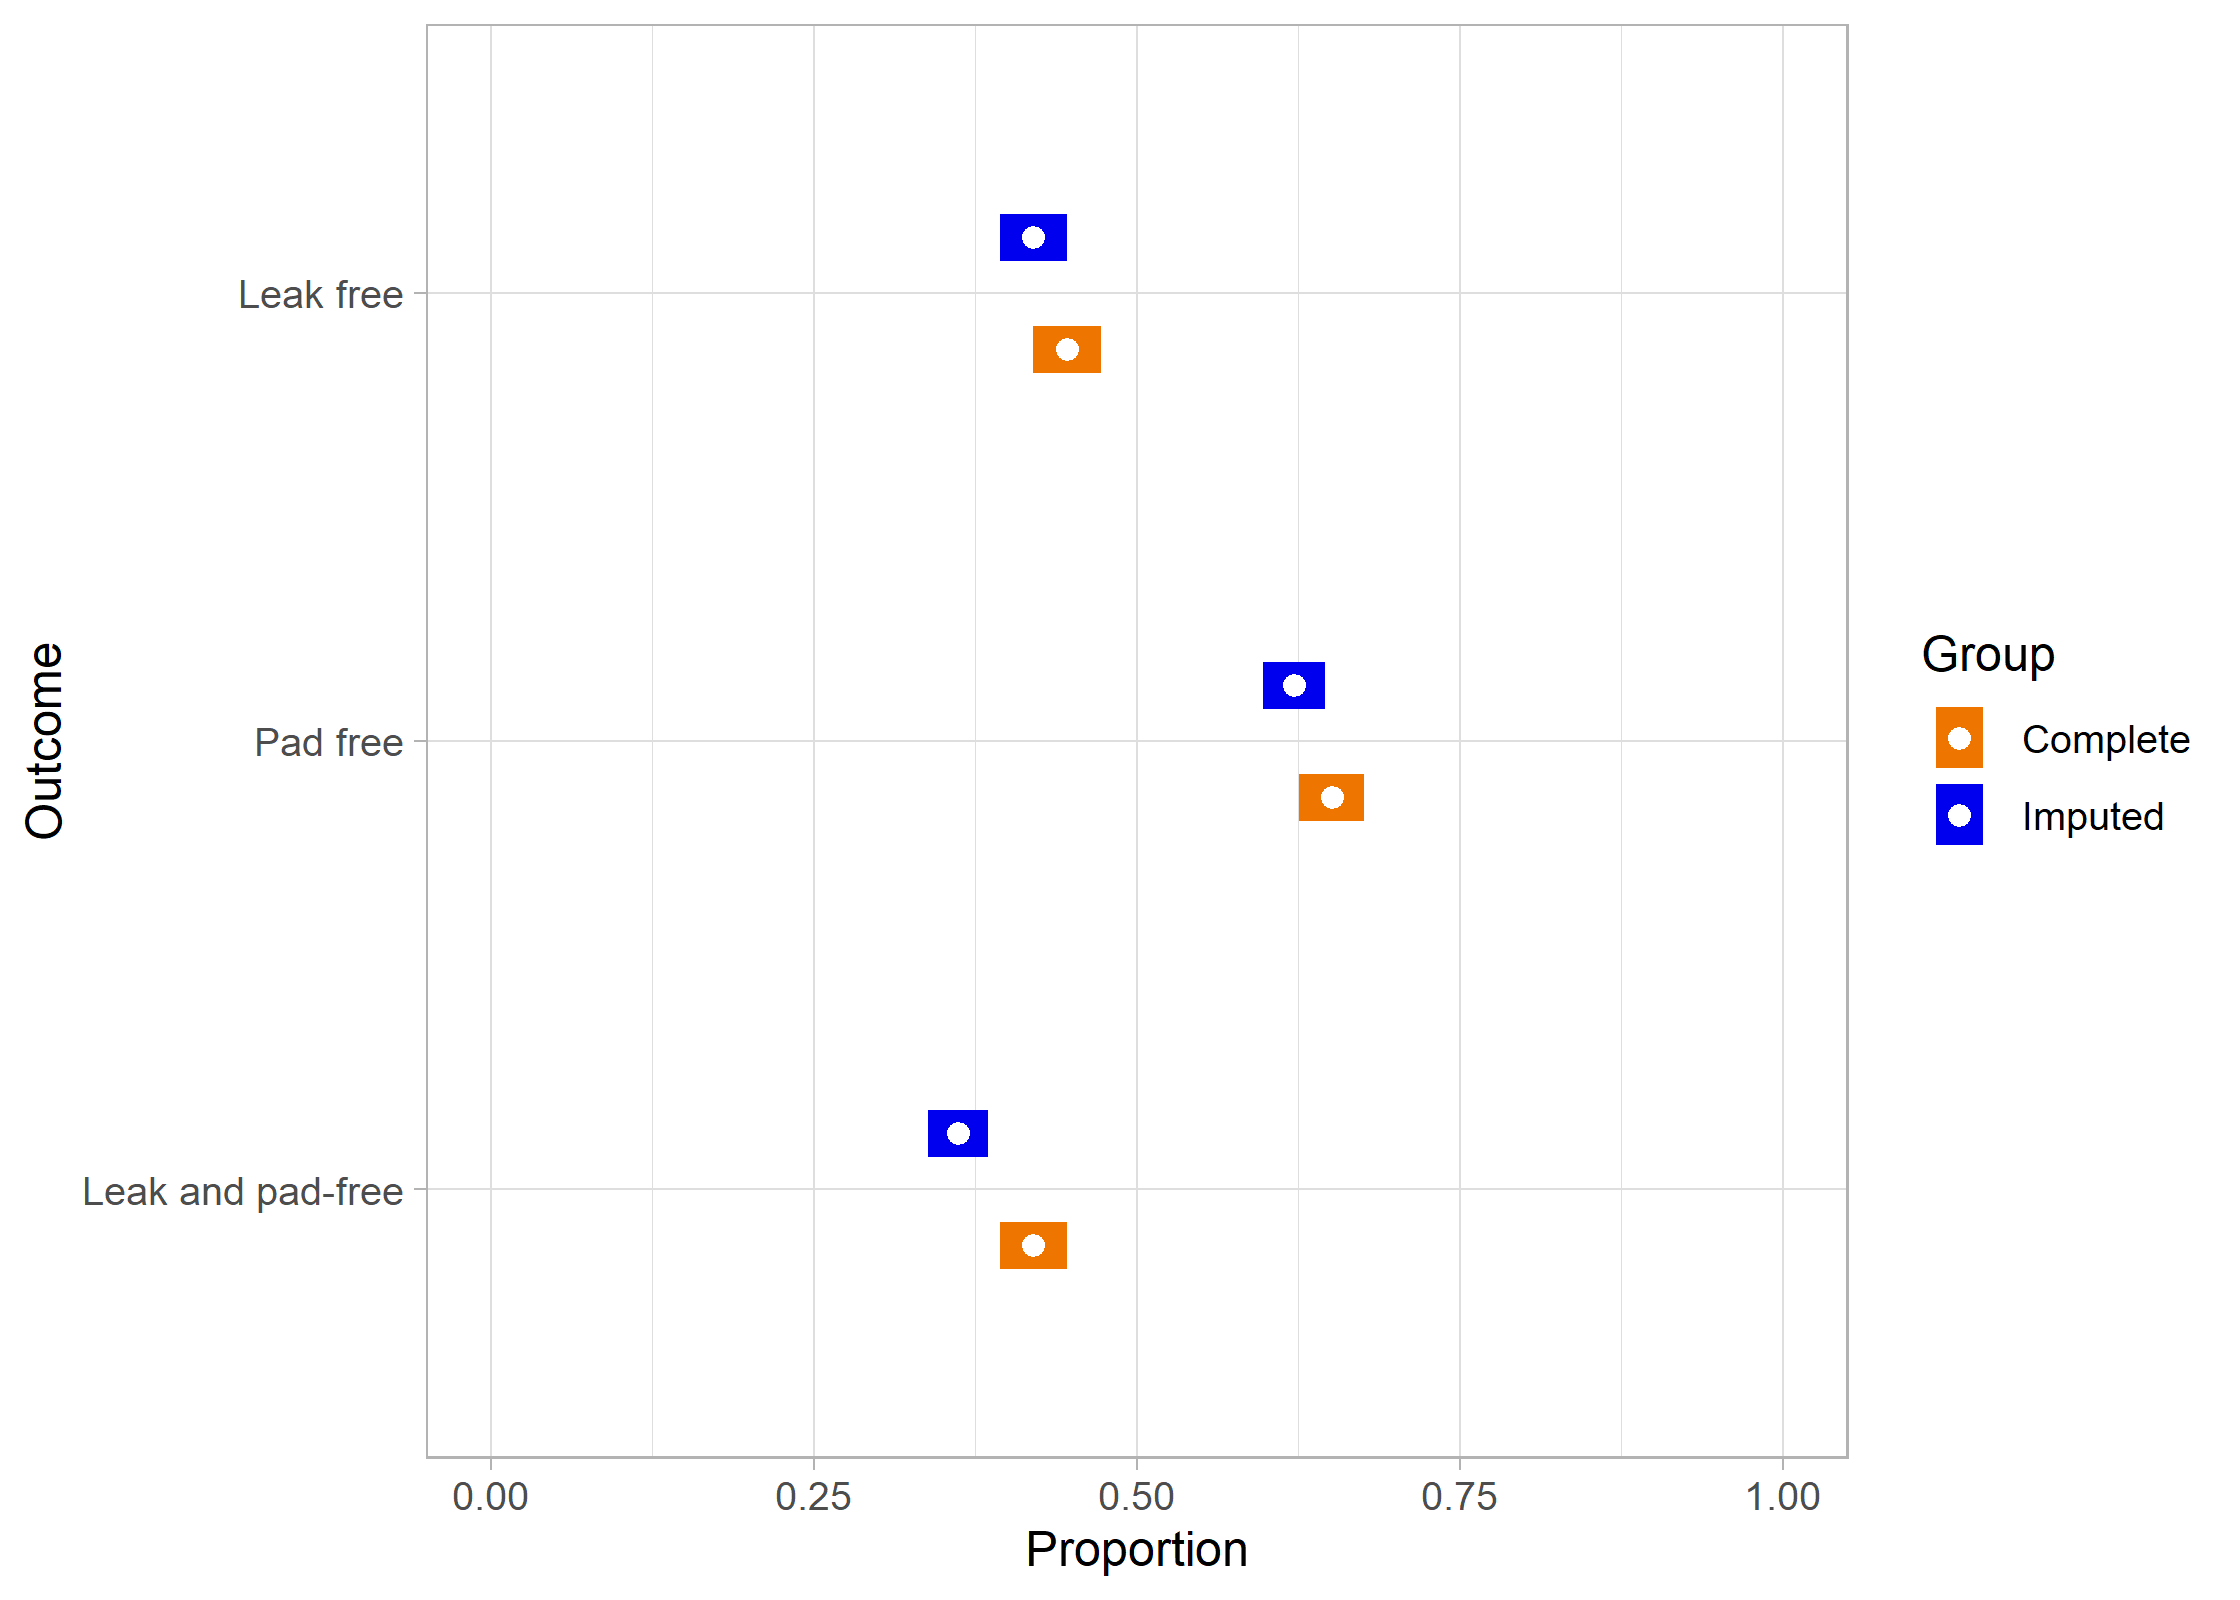 Outcome
Leak free
Pad free
Leak and pad-free
0.00 0.25 0.50 0.75 1.00
Proportion
Group
Complete
Imputed